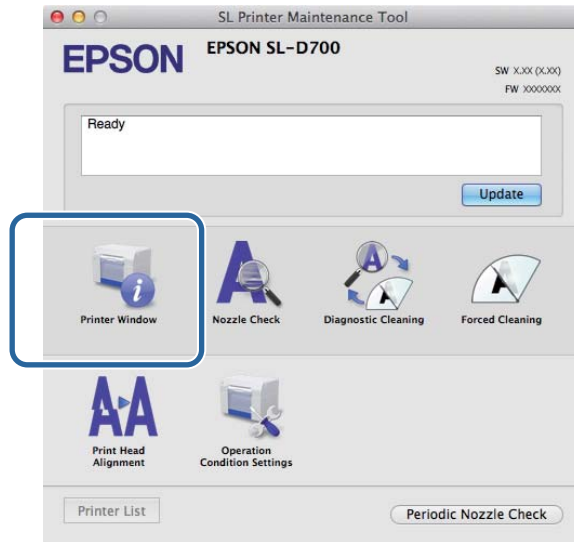 SL Printer Maintenance Tool
EPSON
EPSON SL-D700
SW X.XX (X.XX)
FW XXXXXXX
Ready
Update
Printer Window
Nozzle Check
Diagnostic Cleaning
Forced Cleaning
Print Head
Alignment
Operation
Condition Settings
Printer List
Periodic Nozzle Check